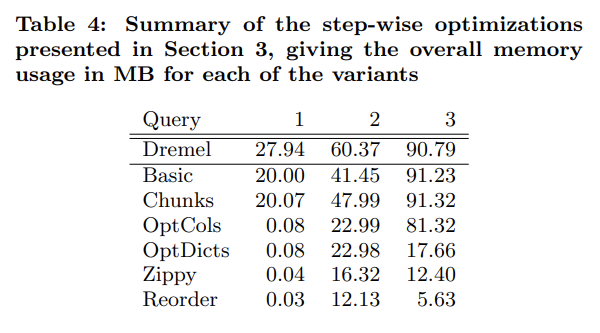 Table 4: Summary of the step-wise optimizations
presented in Section 3, giving the overall memory
usage in MB for each of the variants
Query 1 2 3
Dremel 27.94 60.37 90.79
Basic 20.00 41.45 91.23
Chunks 20.07 47.99 91.32
OptCols 0.08 22.99 81.32
OptDicts 0.08 22.98 17.66
Zippy 0.04 16.32 12.40
Reorder 0.03 12.13 5.63